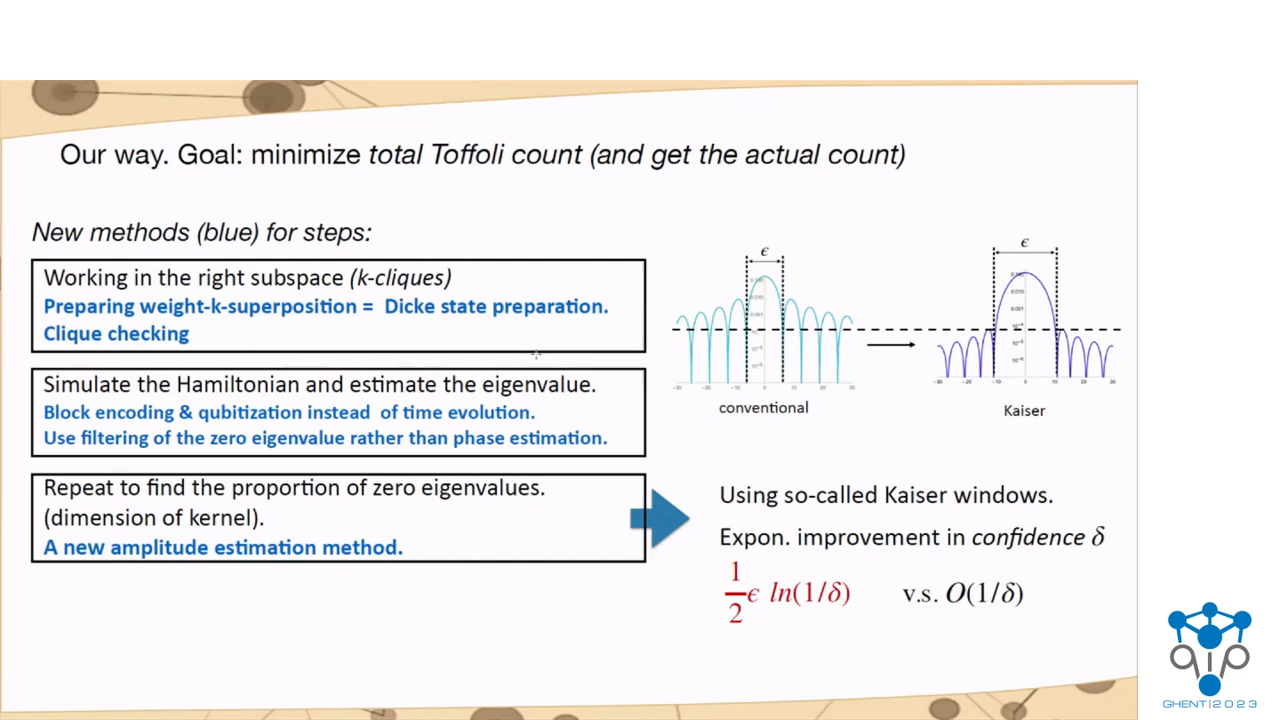 Our way. Goal: minimize total Toffoli count (and get the actual count)
New methods (blue) for steps:
Working in the right subspace (k-cliques)
Preparing weight-k-superposition = Dicke state preparation.
Clique checking
Simulate the Hamiltonian and estimate the eigenvalue.
Block encoding & qubitization instead of time evolution.
Use filtering of the zero eigenvalue rather than phase estimation.
Repeat to find the proportion of zero eigenvalues.
(dimension of kernel).
A new amplitude estimation method.
ϵ
conventional
ϵ
Kaiser
Using so-called Kaiser windows.
Expon. improvement in confidence δ
1/2 ϵ ln(1/δ) v.s. O(1/δ)
qip
GHENT|2023